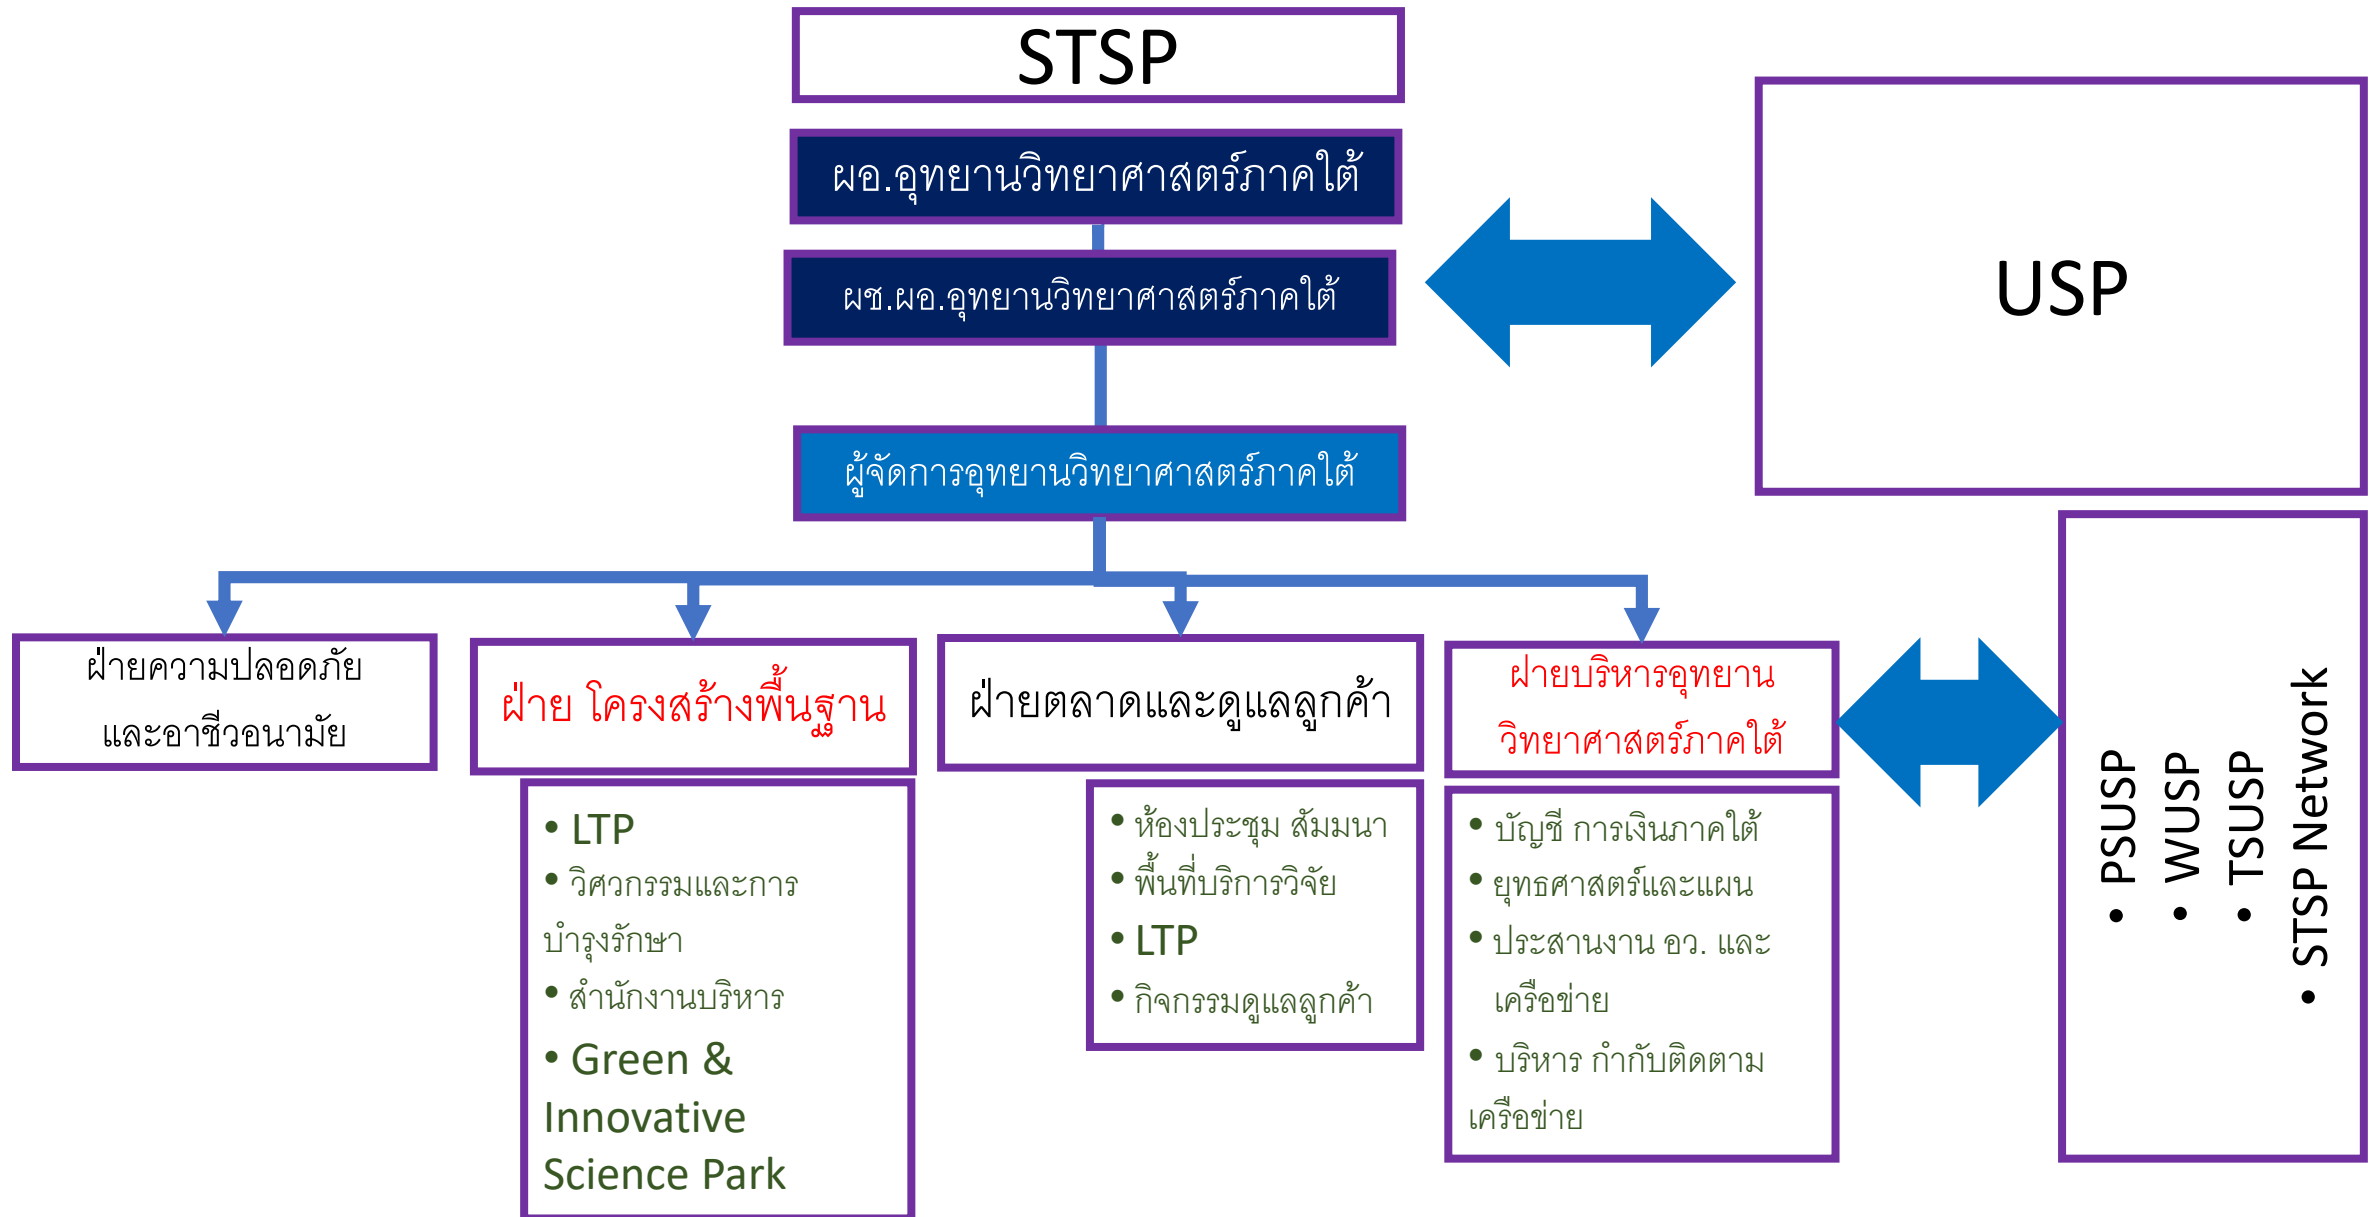 STSP
ผอ.อุทยานวิทยาศาสตร์ภาคใต้
ผช.ผอ.อุทยานวิทยาศาสตร์ภาคใต้
USP
ผู้จัดการอุทยานวิทยาศาสตร์ภาคใต้
ฝ่ายความปลอดภัย
และอาชีวอนามัย
ฝ่าย โครงสร้างพื้นฐาน
• LTP
• วิศวกรรมและการ
บำรุงรักษา
• สำนักงานบริหาร
• Green &
Innovative
Science Park
ฝ่ายตลาดและดูแลลูกค้า
• ห้องประชุม สัมมนา
• พื้นที่บริการวิจัย
• LTP
• กิจกรรมดูแลลูกค้า
ฝ่ายบริหารอุทยาน
วิทยาศาสตร์ภาคใต้
• บัญชี การเงินภาคใต้
• ยุทธศาสตร์และแผน
• ประสานงาน อว. และ
เครือข่าย
• บริหาร กำกับติดตาม
เครือข่าย
• PSUSP
• WUSP
• TSUSP
• STSP Network